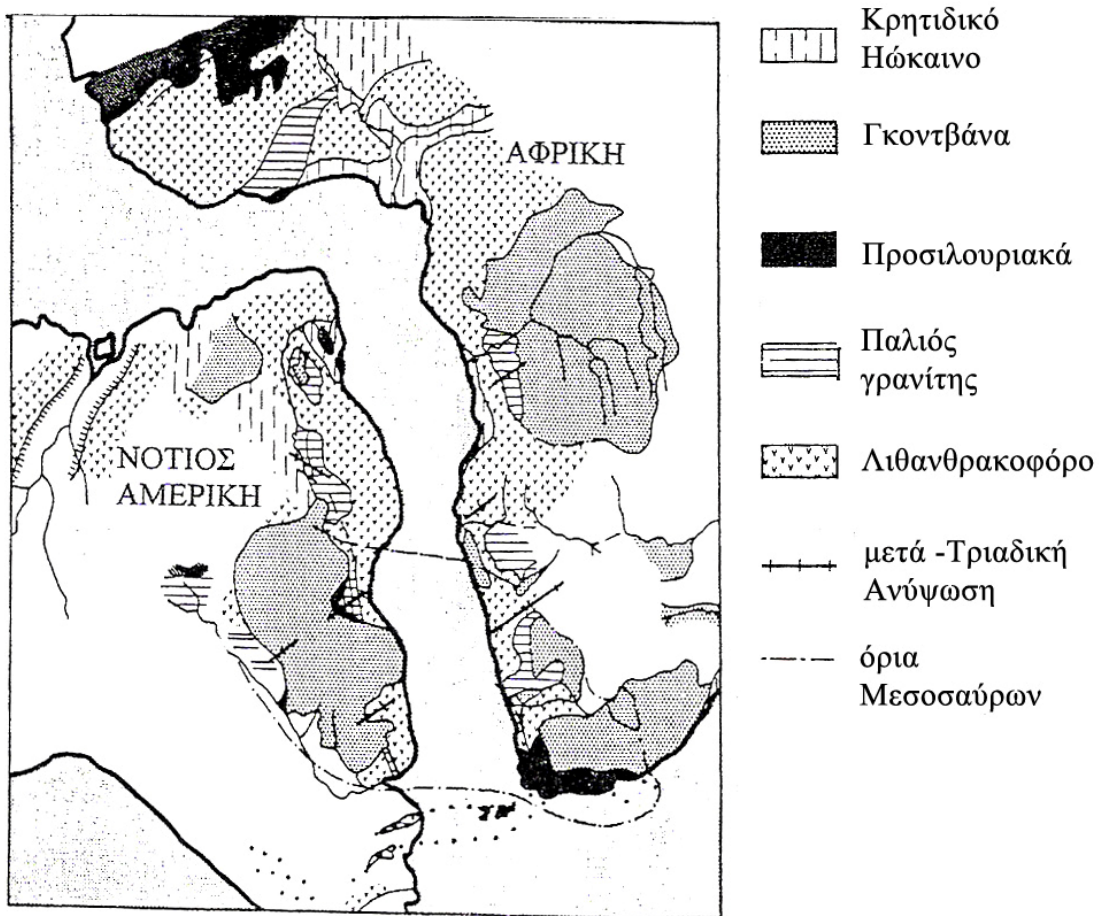 ΑΦΡΙΚΗ
ΝΟΤΙΟΣ
ΑΜΕΡΙΚΗ
Κρητιδικό
Ηώκαινο
Γκοντβάνα
Προσιλουριακά
Παλιός
γρανίτης
Λιθανθρακοφόρο
μετά -Τριαδική
Ανύψωση
όρια
Μεσοσαύρων